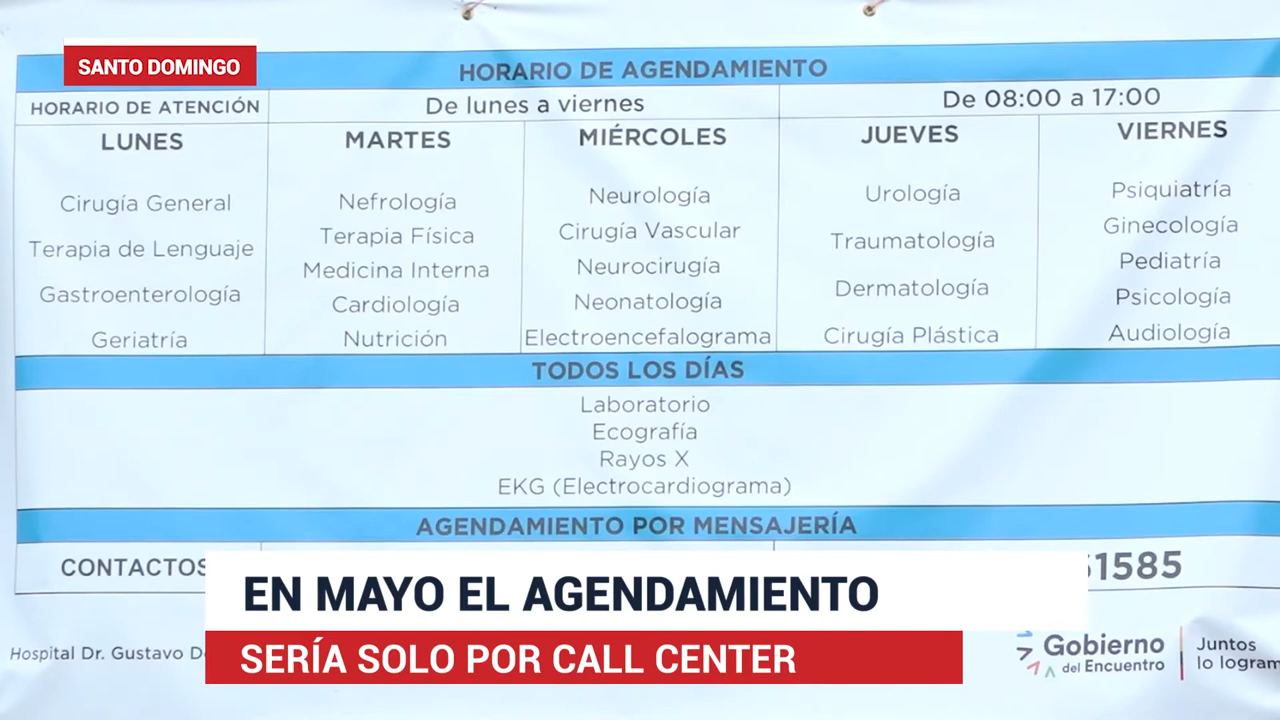 SANTO DOMINGO
HORARIO DE AGENDAMIENTO
HORARIO DE ATENCIÓN
De lunes a viernes
De 08:00 a 17:00
LUNES
MARTES
MIÉRCOLES
JUEVES
VIERNES
Cirugía General
Terapia de Lenguaje
Gastroenterología
Geriatría
Nefrología
Terapia Física
Medicina Interna
Cardiología
Nutrición
Neurología
Cirugía Vascular
Neurocirugía
Neonatología
Electroencefalograma
Urología
Traumatología
Dermatología
Cirugía Plástica
Psiquiatría
Ginecología
Pediatría
Psicología
Audiología
TODOS LOS DÍAS
Laboratorio
Ecografía
Rayos X
EKG (Electrocardiograma)
AGENDAMIENTO POR MENSAJERÍA
CONTACTOS
1585
EN MAYO EL AGENDAMIENTO
SERÍA SOLO POR CALL CENTER
Hospital Dr. Gustavo
Gobierno
del Encuentro
Juntos
lo